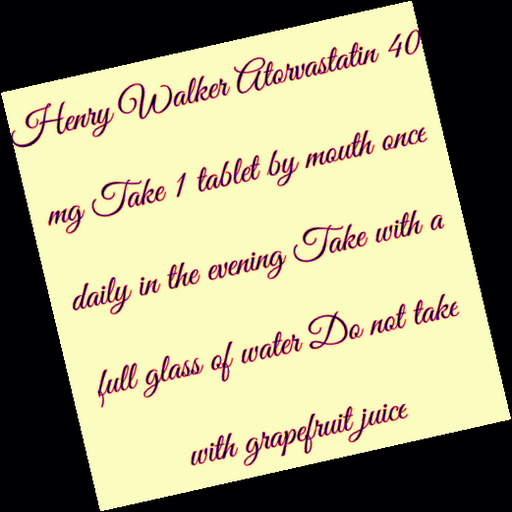 Henry Walker Atorvastatin 40
mg Take 1 tablet by mouth once
daily in the evening Take with a
full glass of water Do not take
with grapefruit juice